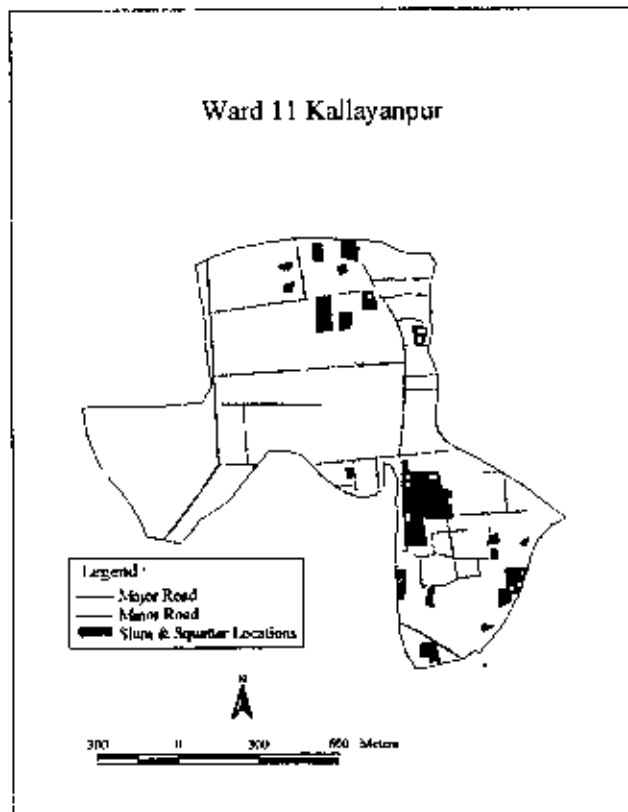 Ward 11 Kallayanpur
Legend
Major Road
Minor Road
Slum & Squatter Locations
N
300 0 300 600 Meters